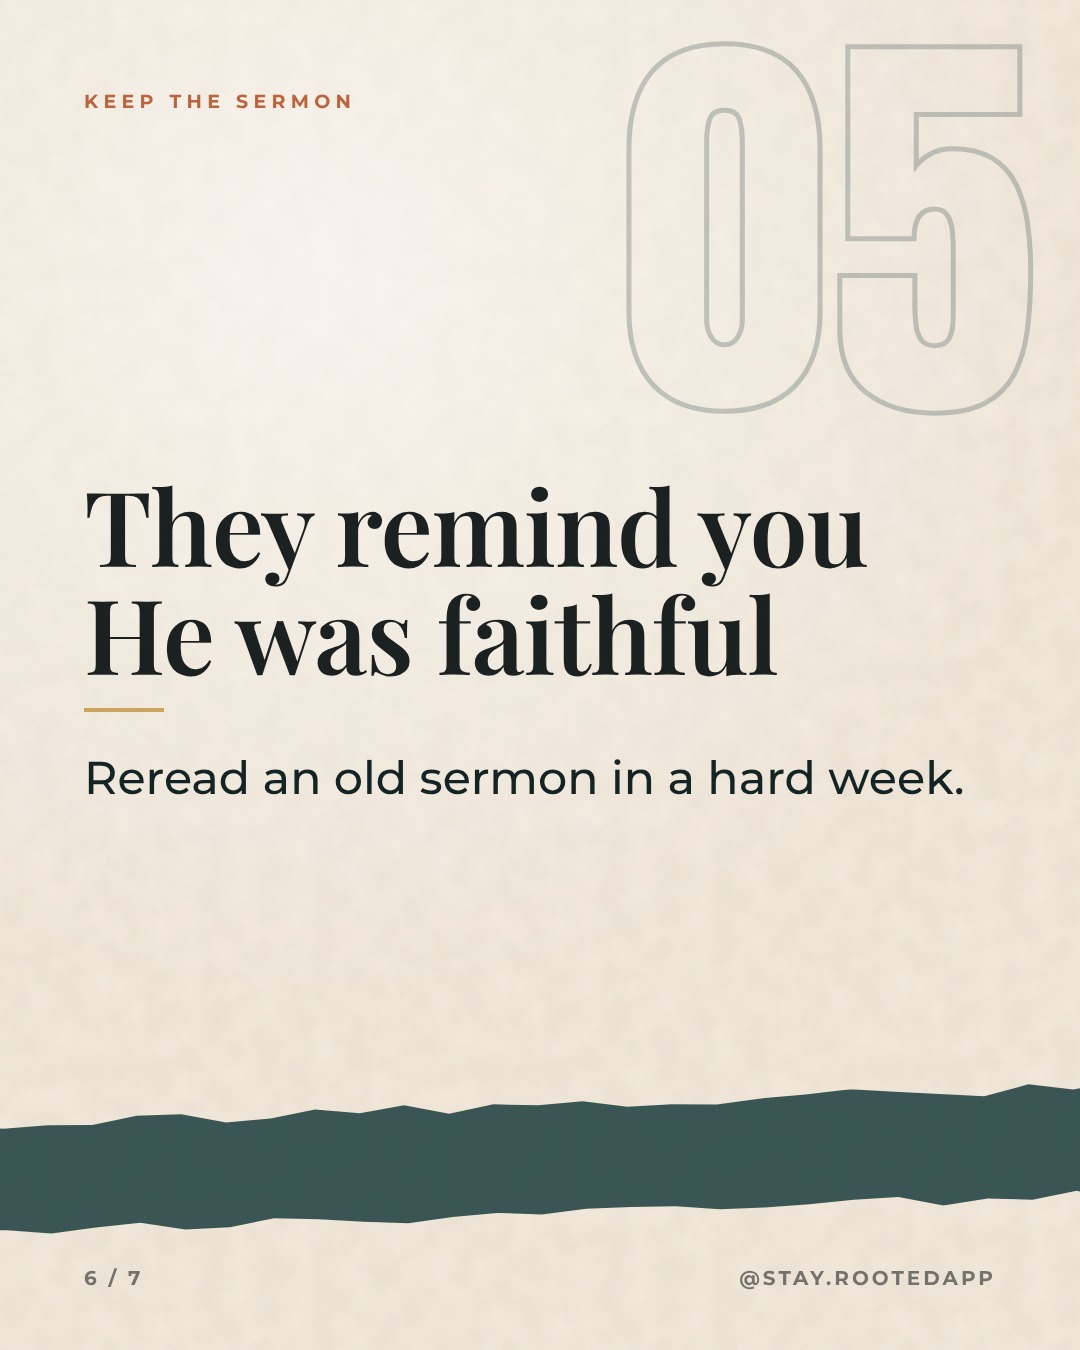 KEEP THE SERMON
05
They remind you
He was faithful
Reread an old sermon in a hard week.
6 / 7
@STAY.ROOTEDAPP